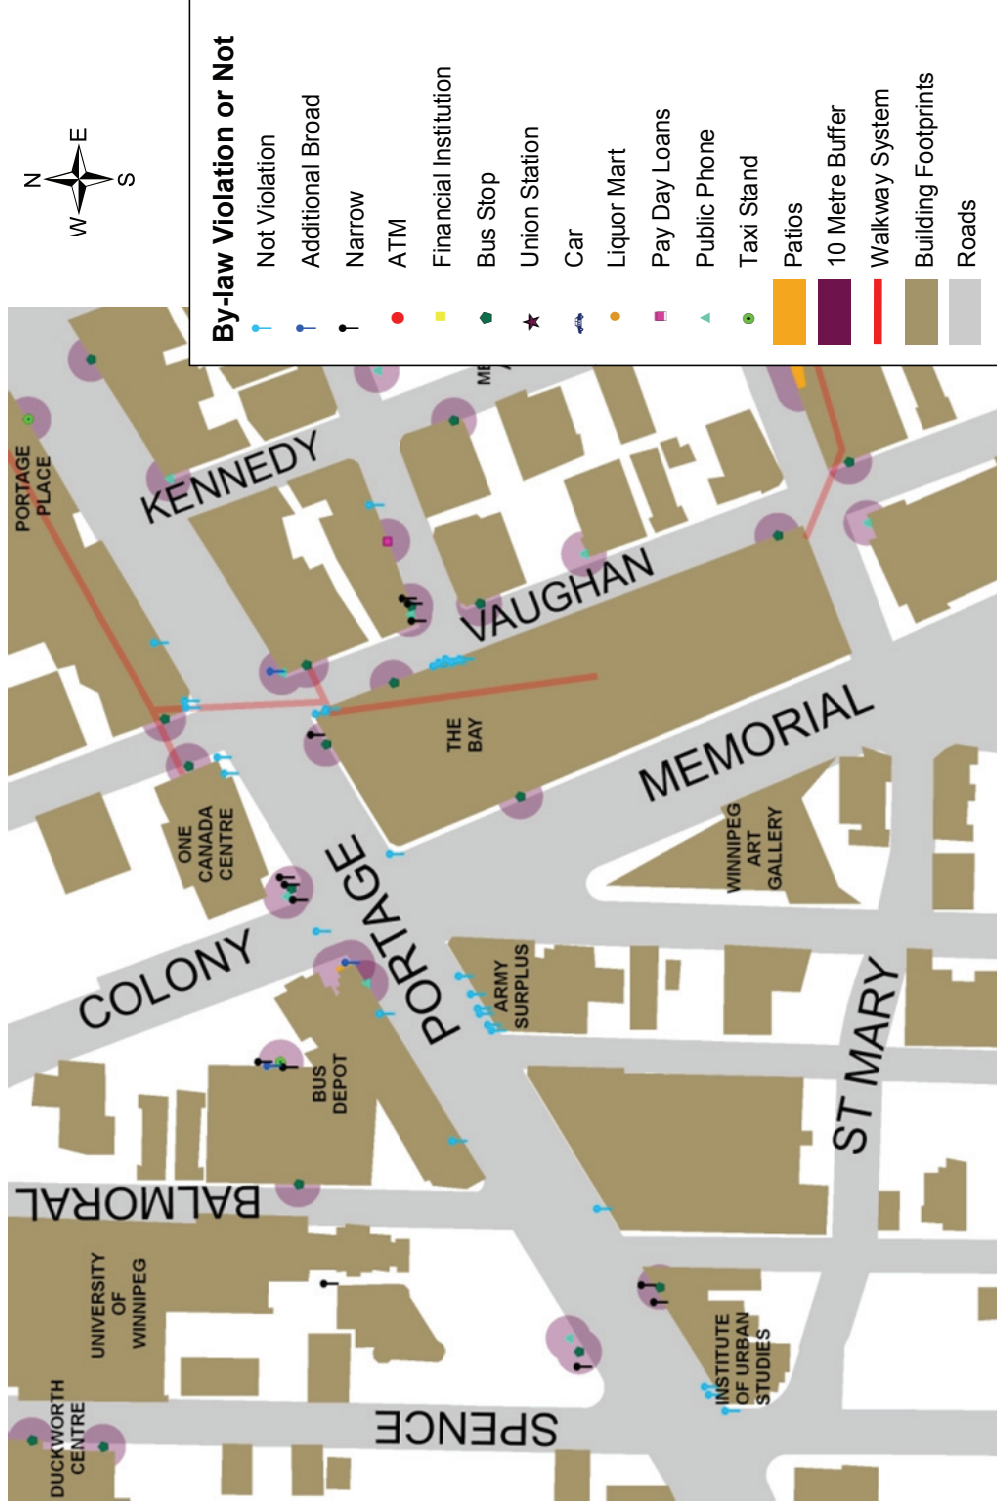 N
W
E
S
By-law Violation or Not
Not Violation
Additional Broad
Narrow
ATM
Financial Institution
Bus Stop
Union Station
Car
Liquor Mart
Pay Day Loans
Public Phone
Taxi Stand
Patios
10 Metre Buffer
Walkway System
Building Footprints
Roads
PORTAGE
PLACE
KENNEDY
ME
VAUGHAN
THE
BAY
MEMORIAL
ONE
CANADA
CENTRE
WINNIPEG
ART
GALLERY
PORTAGE
COLONY
ARMY
SURPLUS
BUS
DEPOT
ST MARY
BALMORAL
UNIVERSITY
OF
WINNIPEG
INSTITUTE
OF URBAN
STUDIES
SPENCE
DUCKWORTH
CENTRE